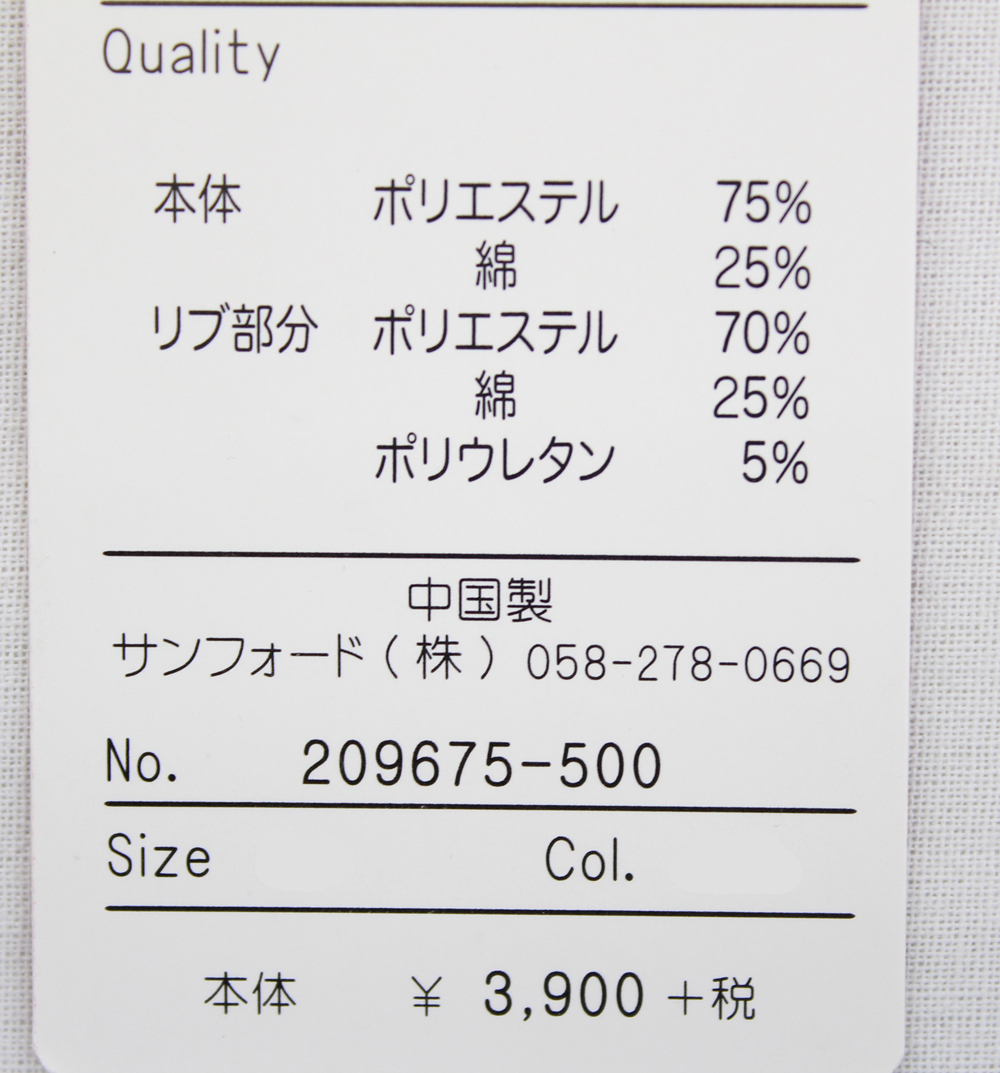 Quality
本体 ポリエステル 75%
綿 25%
リブ部分 ポリエステル 70%
綿 25%
ポリウレタン 5%
中国製
サンフォード(株) 058-278-0669
No. 209675-500
Size Col.
本体 ¥ 3,900 +税